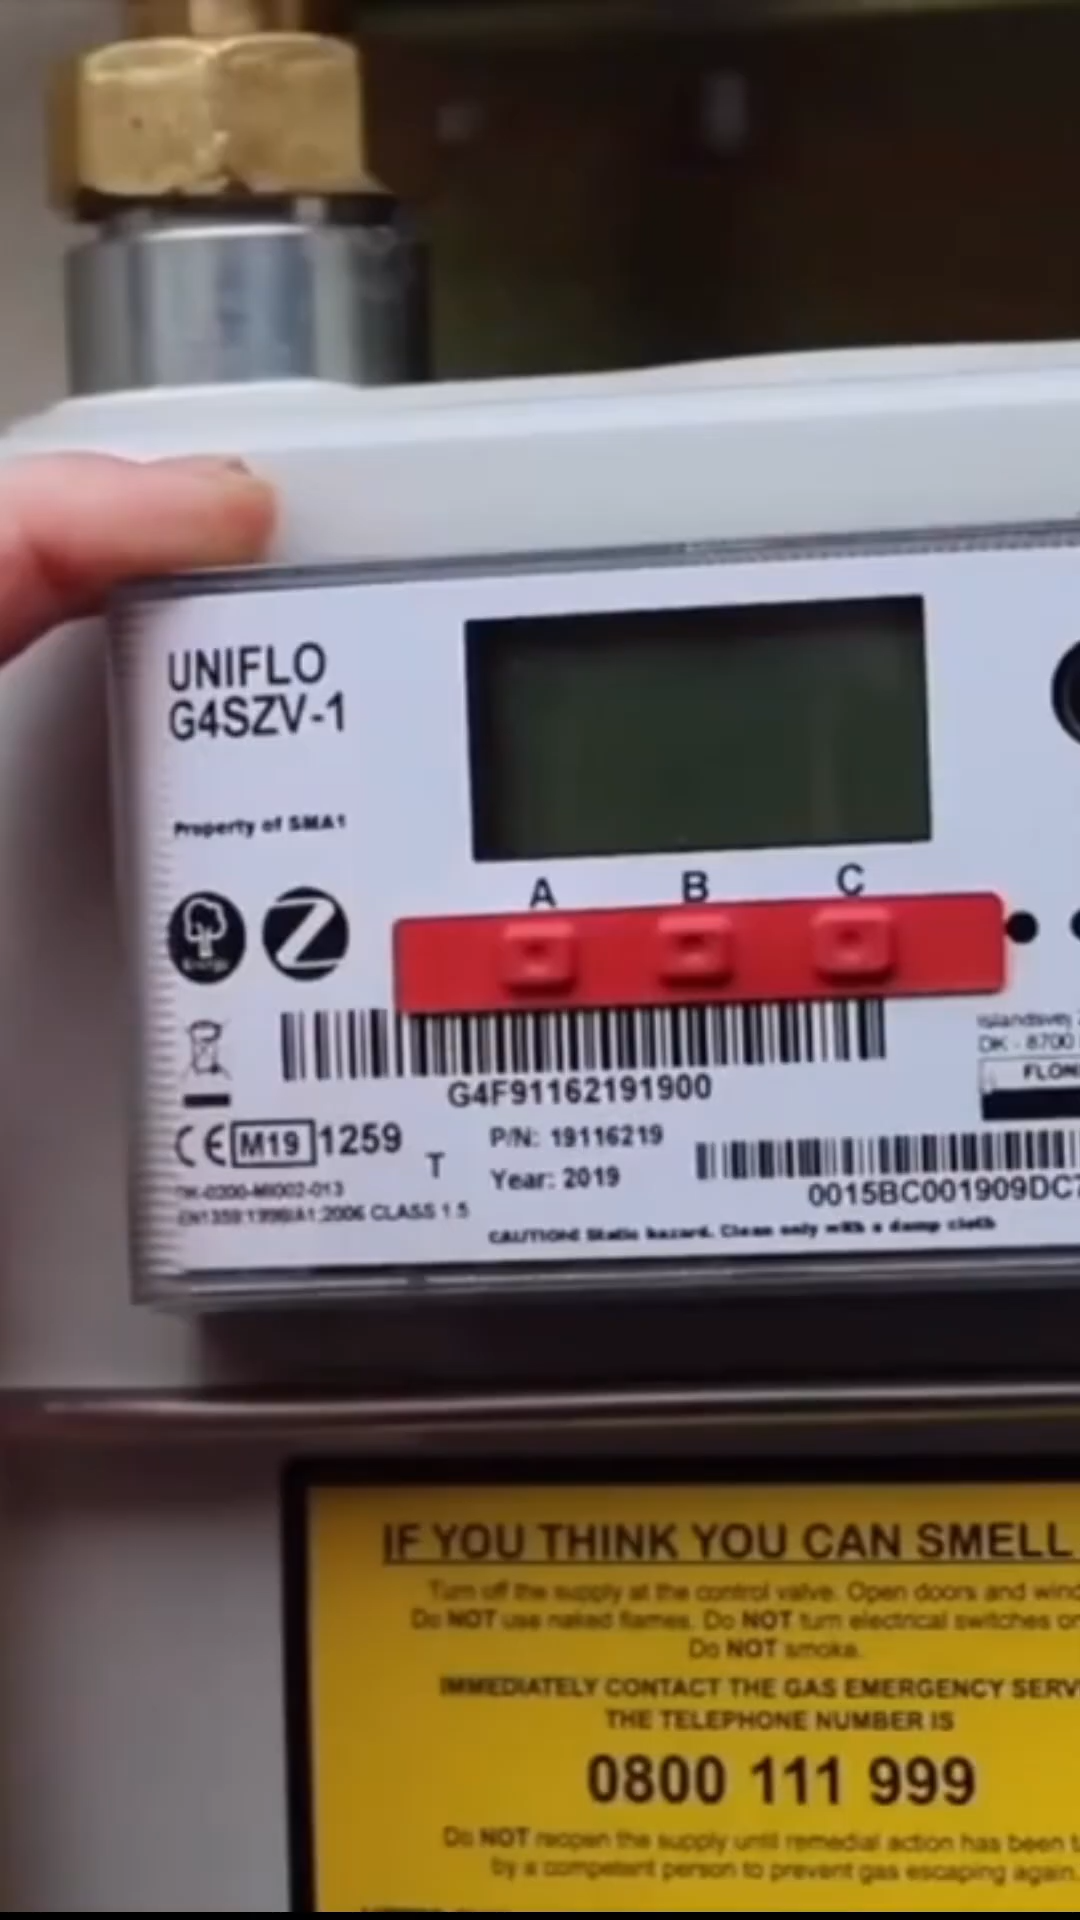 UNIFLO
G4SZV-1
Property of SMA1
A B C
G4F91162191900
Islandsvej
DK - 8700
FLON
CE M19 1259
T
P/N: 19116219
Year: 2019
DK-0200-MI002-013
EN1359:1998/A1:2006 CLASS 1.5
0015BC001909DC7
CAUTION! Static hazard. Clean only with a damp cloth
IF YOU THINK YOU CAN SMELL
Turn off the supply at the control valve. Open doors and wind
Do NOT use naked flames. Do NOT turn electrical switches on
Do NOT smoke.
IMMEDIATELY CONTACT THE GAS EMERGENCY SERV
THE TELEPHONE NUMBER IS
0800 111 999
Do NOT reopen the supply until remedial action has been t
by a competent person to prevent gas escaping again.